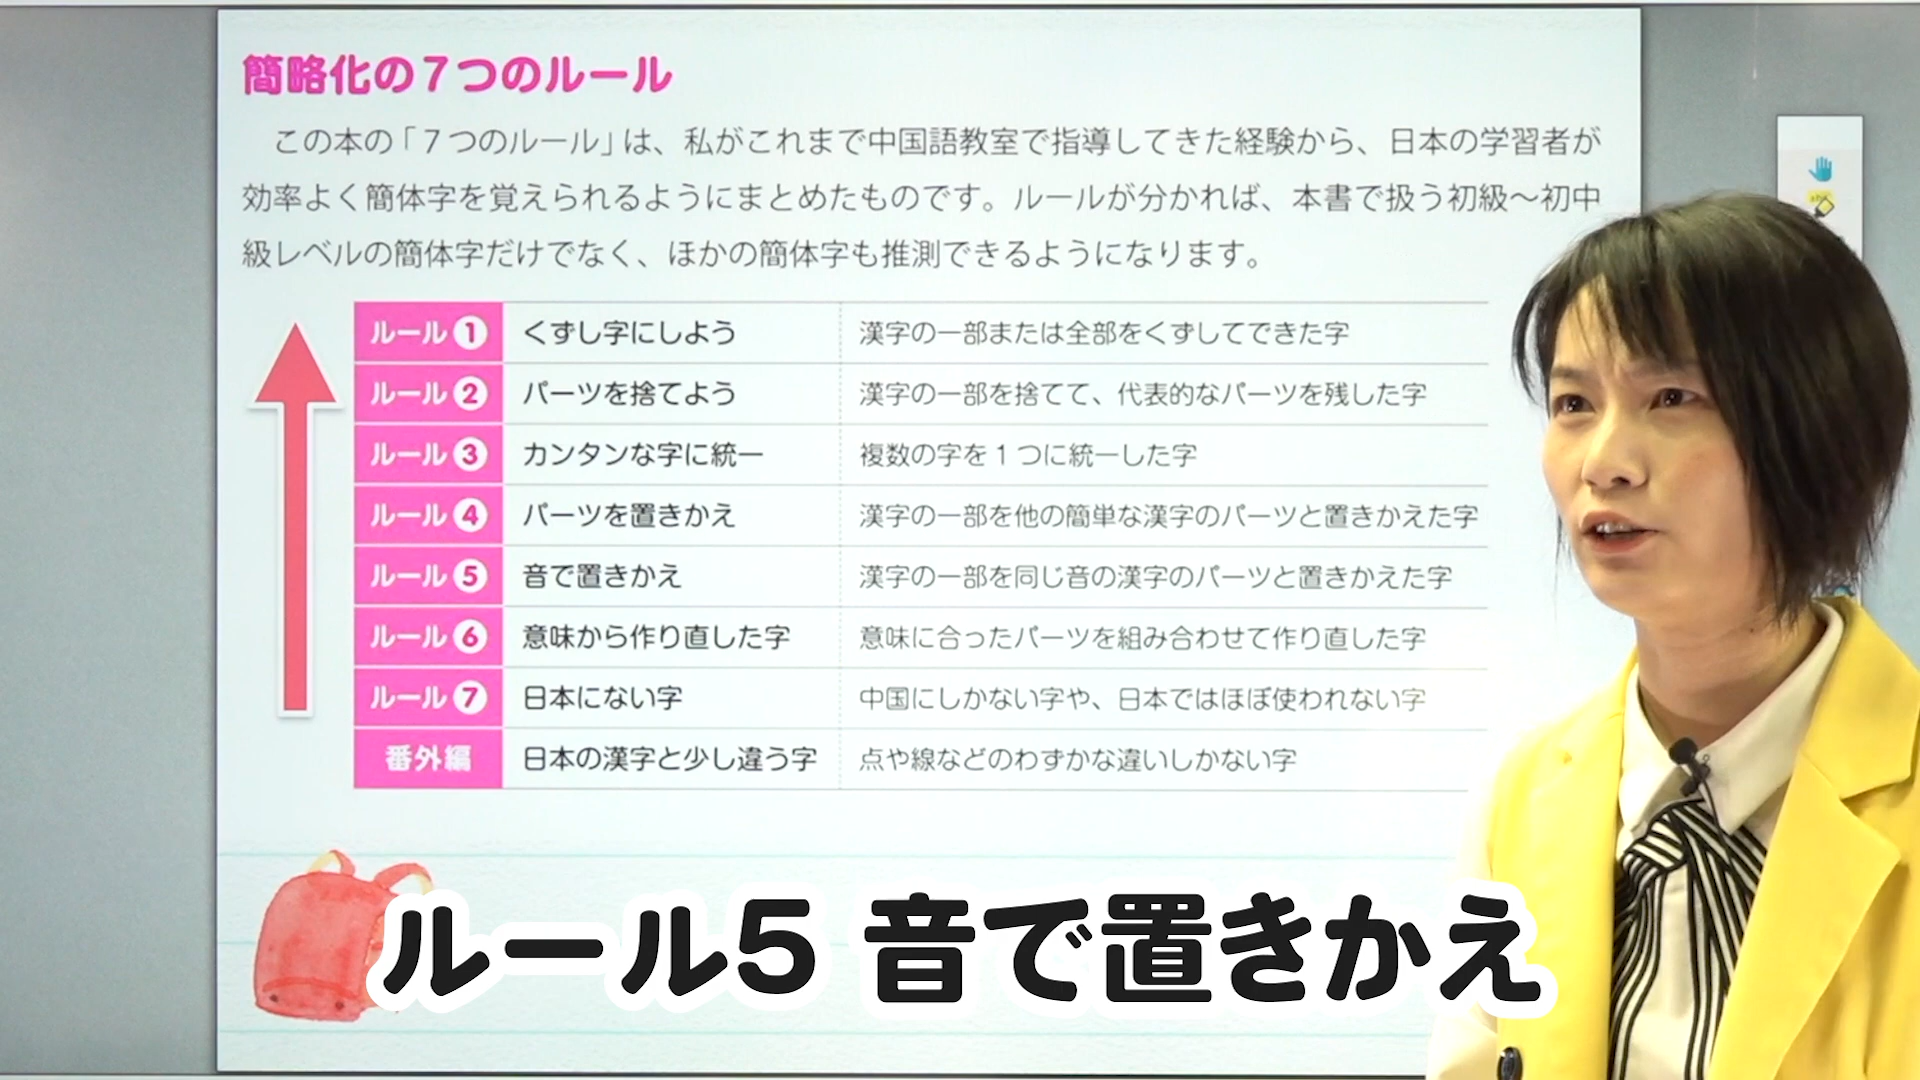 簡略化の7つのルール
この本の「7つのルール」は、私がこれまで中国語教室で指導してきた経験から、日本の学習者が
効率よく簡体字を覚えられるようにまとめたものです。ルールが分かれば、本書で扱う初級〜初中
級レベルの簡体字だけでなく、ほかの簡体字も推測できるようになります。
ルール1 くずし字にしよう 漢字の一部または全部をくずしてできた字
ルール2 パーツを捨てよう 漢字の一部を捨てて、代表的なパーツを残した字
ルール3 カンタンな字に統一 複数の字を1つに統一した字
ルール4 パーツを置きかえ 漢字の一部を他の簡単な漢字のパーツと置きかえた字
ルール5 音で置きかえ 漢字の一部を同じ音の漢字のパーツと置きかえた字
ルール6 意味から作り直した字 意味に合ったパーツを組み合わせて作り直した字
ルール7 日本にない字 中国にしかない字や、日本ではほぼ使われない字
番外編 日本の漢字と少し違う字 点や線などのわずかな違いしかない字
ルール5 音で置きかえ